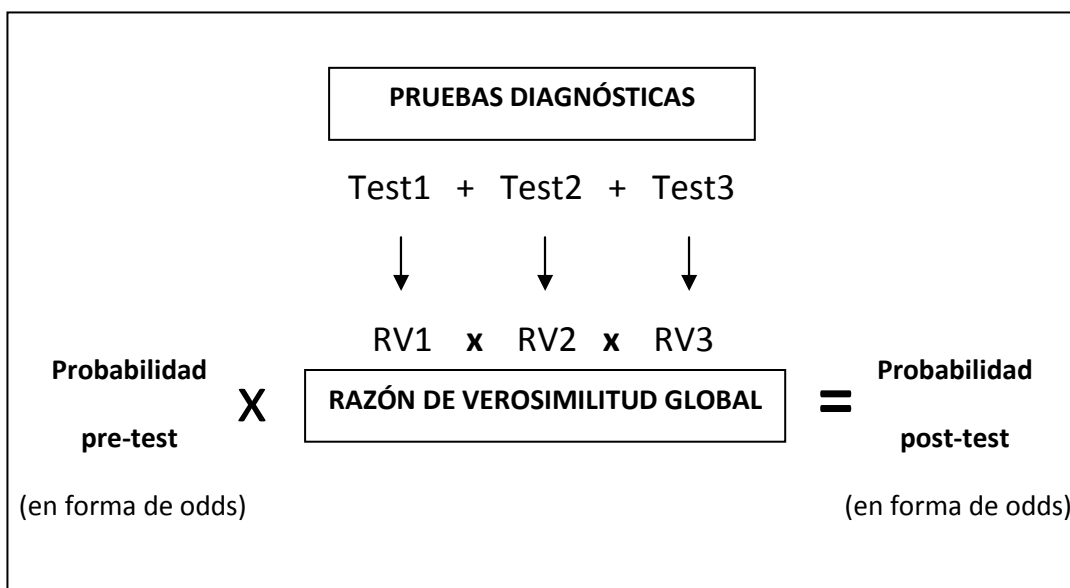 PRUEBAS DIAGNÓSTICAS
Test1 + Test2 + Test3
RV1 x RV2 x RV3
Probabilidad
pre-test
(en forma de odds)
X
RAZÓN DE VEROSIMILITUD GLOBAL
=
Probabilidad
post-test
(en forma de odds)